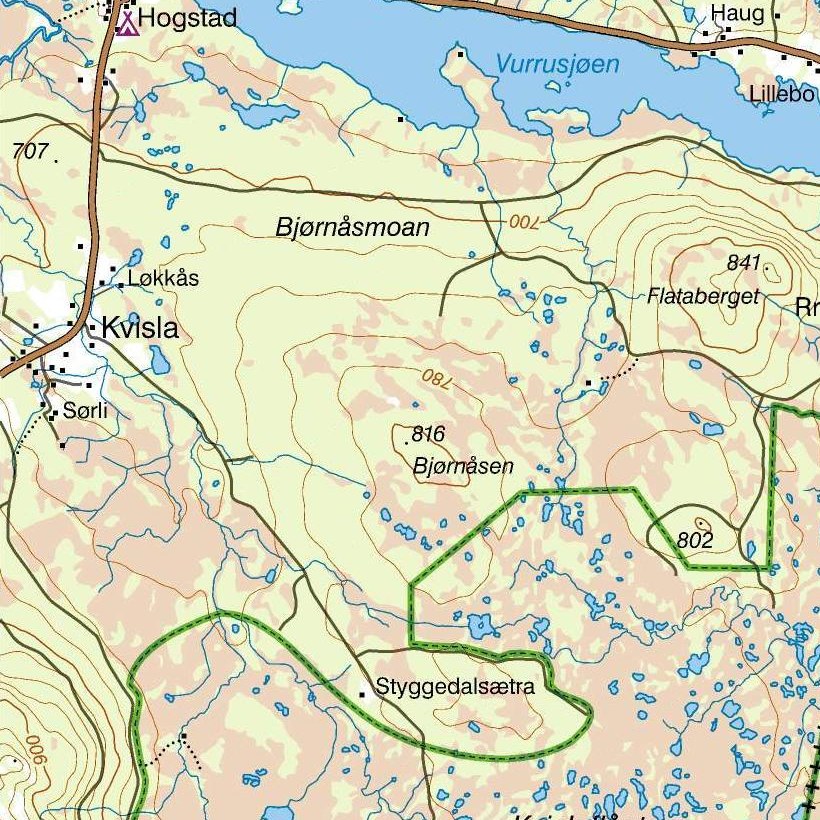 Hogstad
Haug
Vurrusjøen
Lillebo
707
Bjørnåsmoan
700
841
Løkkås
Flataberget
Kvisla
780
Sørli
816
Bjørnåsen
802
Styggedalsætra
900